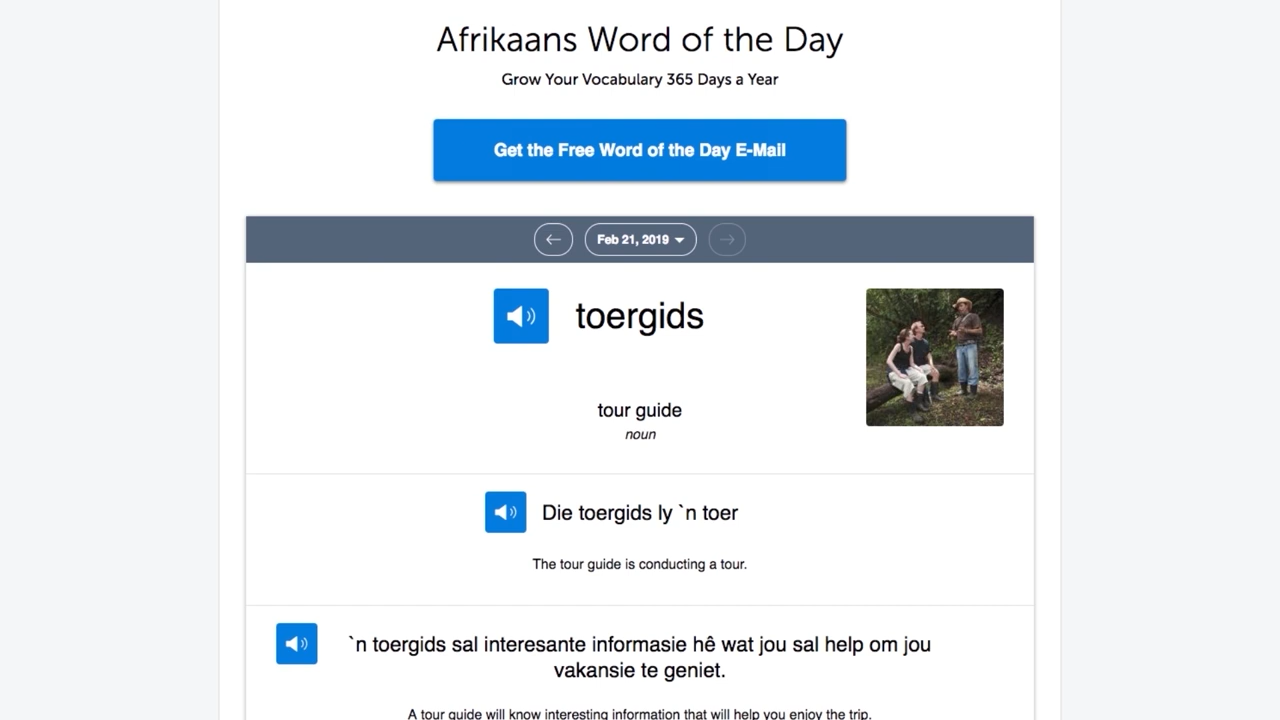 Afrikaans Word of the Day
Grow Your Vocabulary 365 Days a Year
Get the Free Word of the Day E-Mail
Feb 21, 2019
toergids
tour guide
noun
Die toergids ly `n toer
The tour guide is conducting a tour.
`n toergids sal interesante informasie hê wat jou sal help om jou
vakansie te geniet.
A tour guide will know interesting information that will help you enjoy the trip.